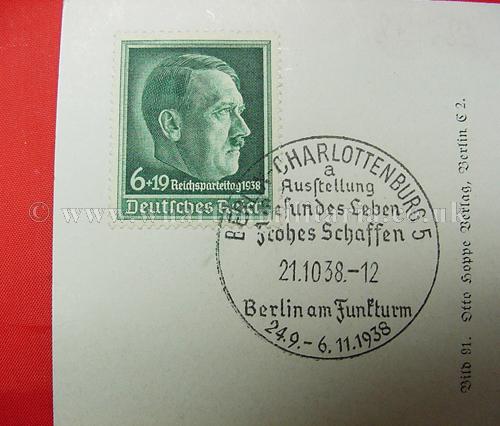 6+19 Reichsparteitag 1938
Deutsches Reich
BERLIN-CHARLOTTENBURG 5
a
Ausstellung
Gesundes Leben
Frohes Schaffen
21.10.38.-12
Berlin am Funkturm
24.9.-6.11.1938
Bild 91. Otto Hoppe Verlag, Berlin C 2.